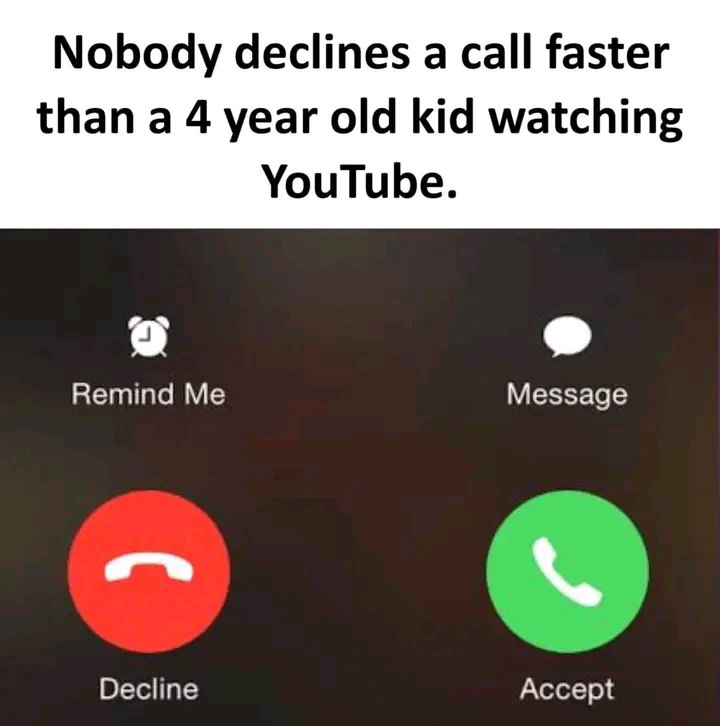 Nobody declines a call faster
than a 4 year old kid watching
YouTube.
Remind Me
Message
Decline
Accept